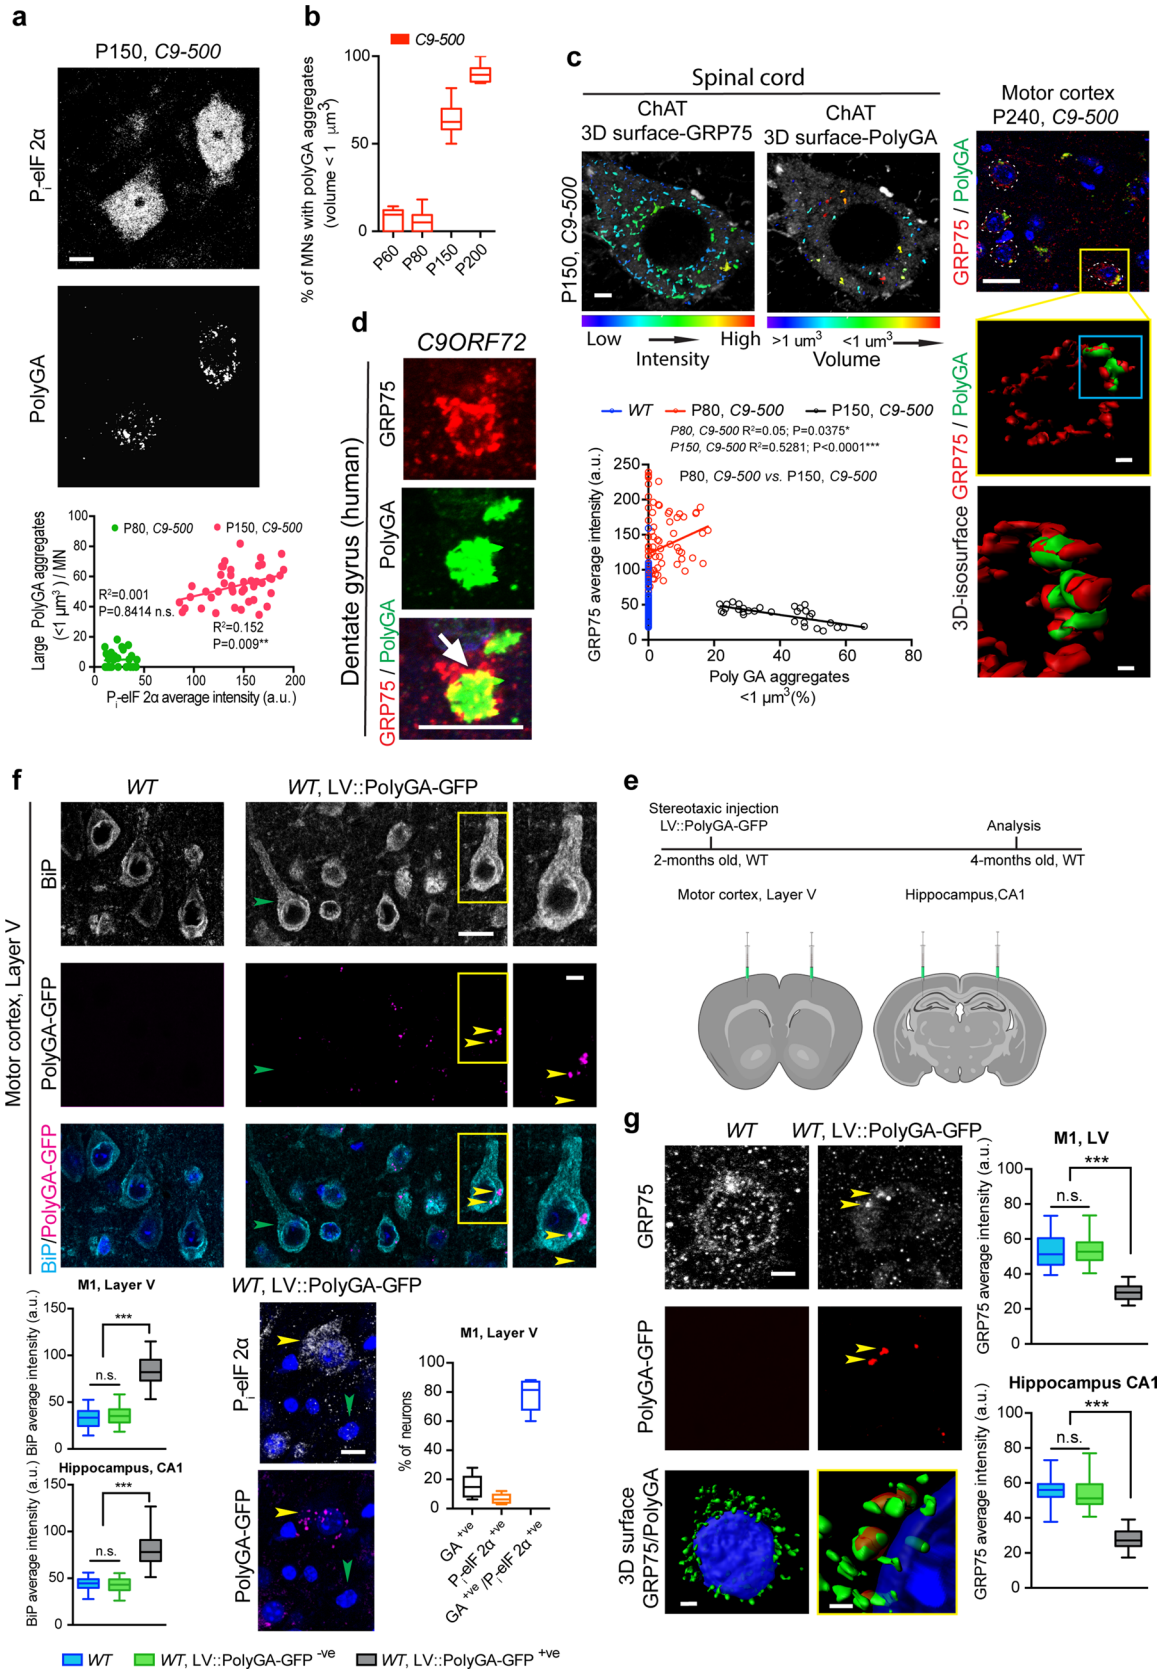 a
P150, C9-500
Pi-eIF 2α
PolyGA
P80, C9-500
P150, C9-500
Large PolyGA aggregates
(<1 μm³) / MN
100
80
60
40
20
0
R²=0.001
P=0.8414 n.s.
R²=0.152
P=0.009**
0 50 100 150 200
Pi-eIF 2α average intensity (a.u.)
b
C9-500
% of MNs with polyGA aggregates
(volume < 1 μm³)
100
50
0
P60
P80
P150
P200
c
Spinal cord
ChAT
3D surface-GRP75
ChAT
3D surface-PolyGA
P150, C9-500
Low
High
Intensity
>1 um³
<1 um³
Volume
Motor cortex
P240, C9-500
GRP75 / PolyGA
GRP75 / PolyGA
3D-isosurface
WT
P80, C9-500
P150, C9-500
P80, C9-500 R²=0.05; P=0.0375*
P150, C9-500 R²=0.5281; P<0.0001***
P80, C9-500 vs. P150, C9-500
GRP75 average intensity (a.u.)
250
200
150
100
50
0
0 20 40 60 80
Poly GA aggregates
<1 μm³(%)
d
C9ORF72
Dentate gyrus (human)
GRP75
PolyGA
GRP75 / PolyGA
f
WT
WT, LV::PolyGA-GFP
Motor cortex, Layer V
BiP
PolyGA-GFP
BiP/PolyGA-GFP
M1, Layer V
BiP average intensity (a.u.)
150
100
50
0
n.s.
***
Hippocampus, CA1
BiP average intensity (a.u.)
150
100
50
0
n.s.
***
WT, LV::PolyGA-GFP
Pi-eIF 2α
PolyGA-GFP
M1, Layer V
% of neurons
100
80
60
40
20
0
GA +ve
Pi-eIF 2α +ve
GA +ve/Pi-eIF 2α +ve
WT
WT, LV::PolyGA-GFP -ve
WT, LV::PolyGA-GFP +ve
e
Stereotaxic injection
LV::PolyGA-GFP
Analysis
2-months old, WT
4-months old, WT
Motor cortex, Layer V
Hippocampus,CA1
g
WT
WT, LV::PolyGA-GFP
GRP75
PolyGA-GFP
3D surface
GRP75/PolyGA
M1, LV
GRP75 average intensity (a.u.)
100
80
60
40
20
0
n.s.
***
Hippocampus CA1
GRP75 average intensity (a.u.)
100
80
60
40
20
0
n.s.
***